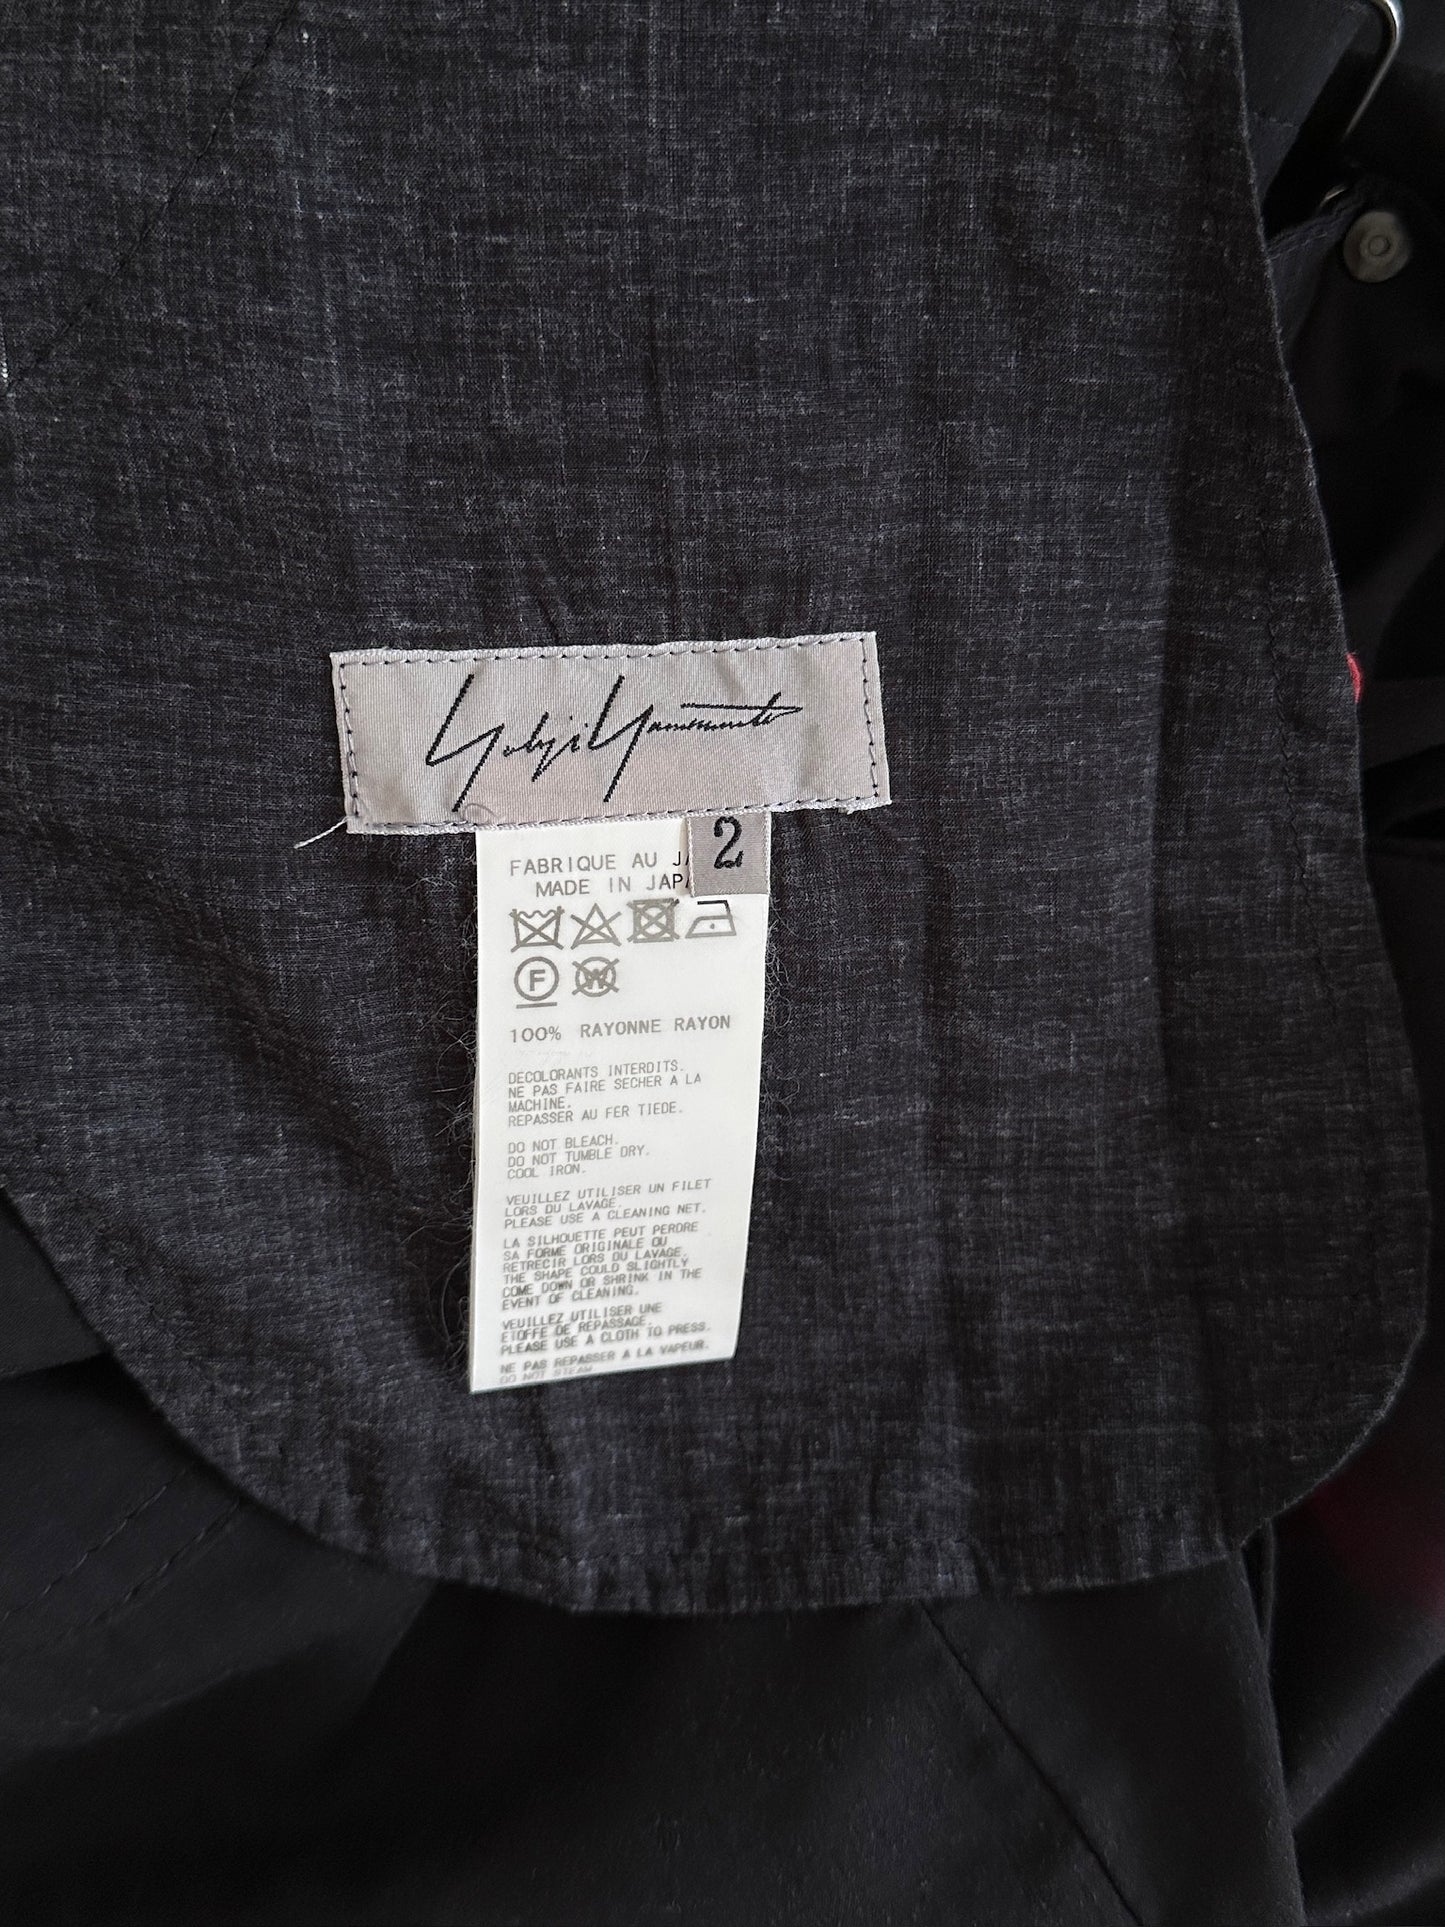 Yohji Yamamoto
2
FABRIQUE AU
MADE IN
F
W
100% RAYONNE RAYON
DECOLORANTS INTERDITS.
NE PAS FAIRE SECHER A LA
MACHINE.
REPASSER AU FER TIEDE.
DO NOT BLEACH.
DO NOT TUMBLE DRY.
COOL IRON.
VEUILLEZ UTILISER UN FILET
LORS DU LAVAGE.
PLEASE USE A CLEANING NET.
LA SILHOUETTE PEUT PERDRE
SA FORME ORIGINALE OU
RETRECIR LORS DU LAVAGE.
THE SHAPE COULD SLIGHTLY
COME DOWN OR SHRINK IN THE
EVENT OF CLEANING.
VEUILLEZ UTILISER UNE
ETOFFE DE REPASSAGE.
PLEASE USE A CLOTH TO PRESS.
NE PAS REPASSER A LA VAPEUR.
DO NOT STEAM